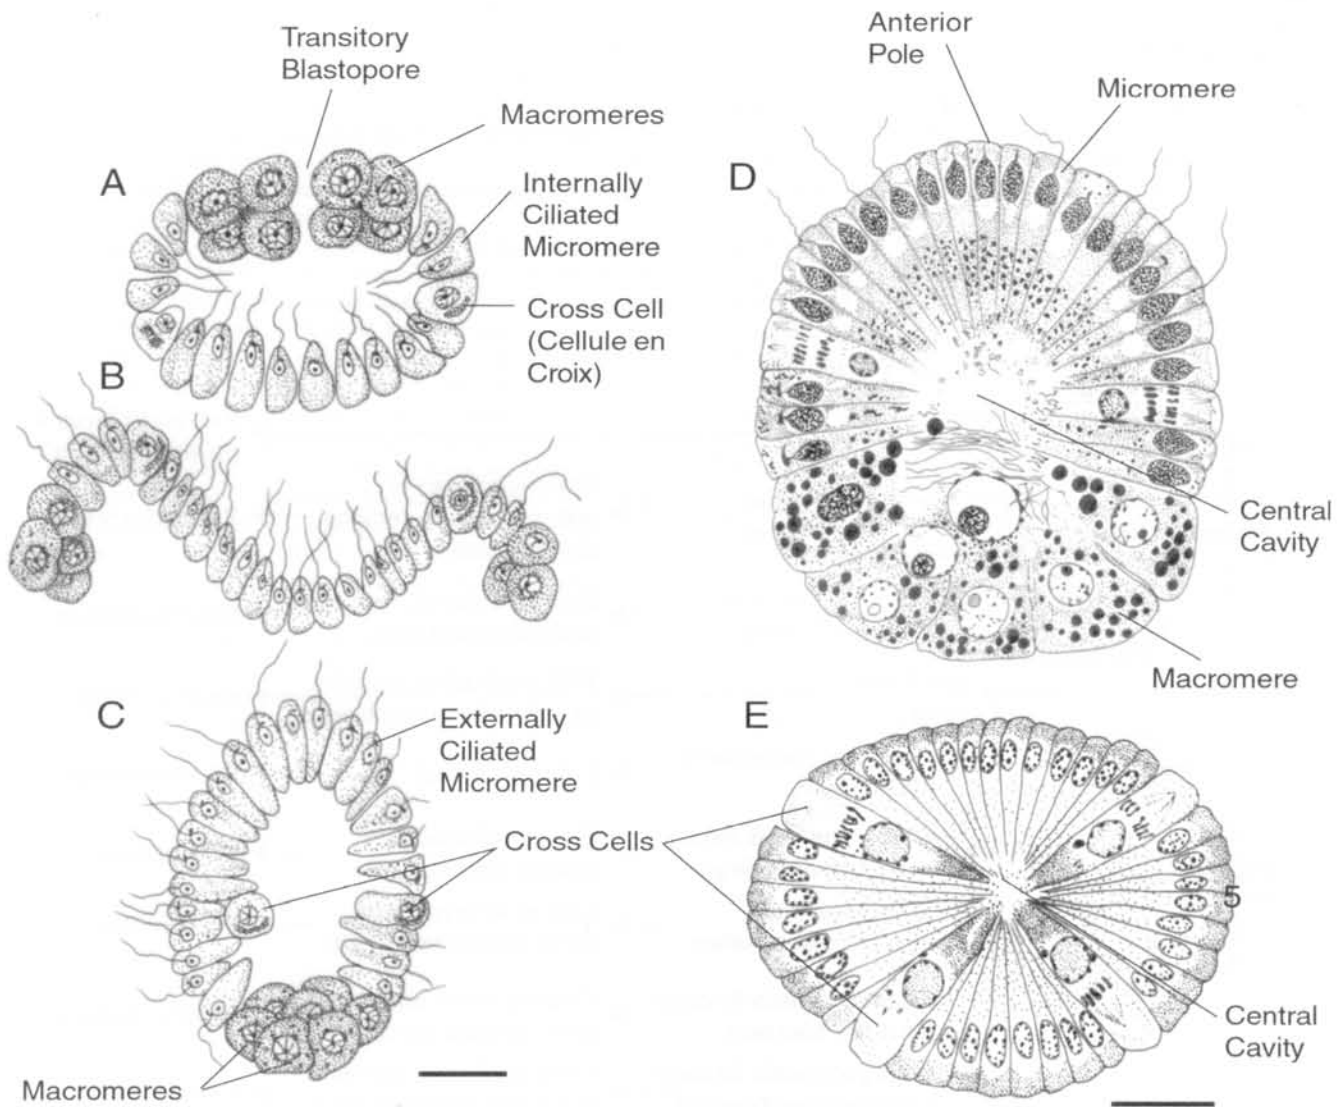 Transitory
Blastopore
Macromeres
A
Internally
Ciliated
Micromere
Cross Cell
(Cellule en
Croix)
B
C
Externally
Ciliated
Micromere
Cross Cells
Macromeres
Anterior
Pole
Micromere
D
Central
Cavity
Macromere
E
5
Central
Cavity